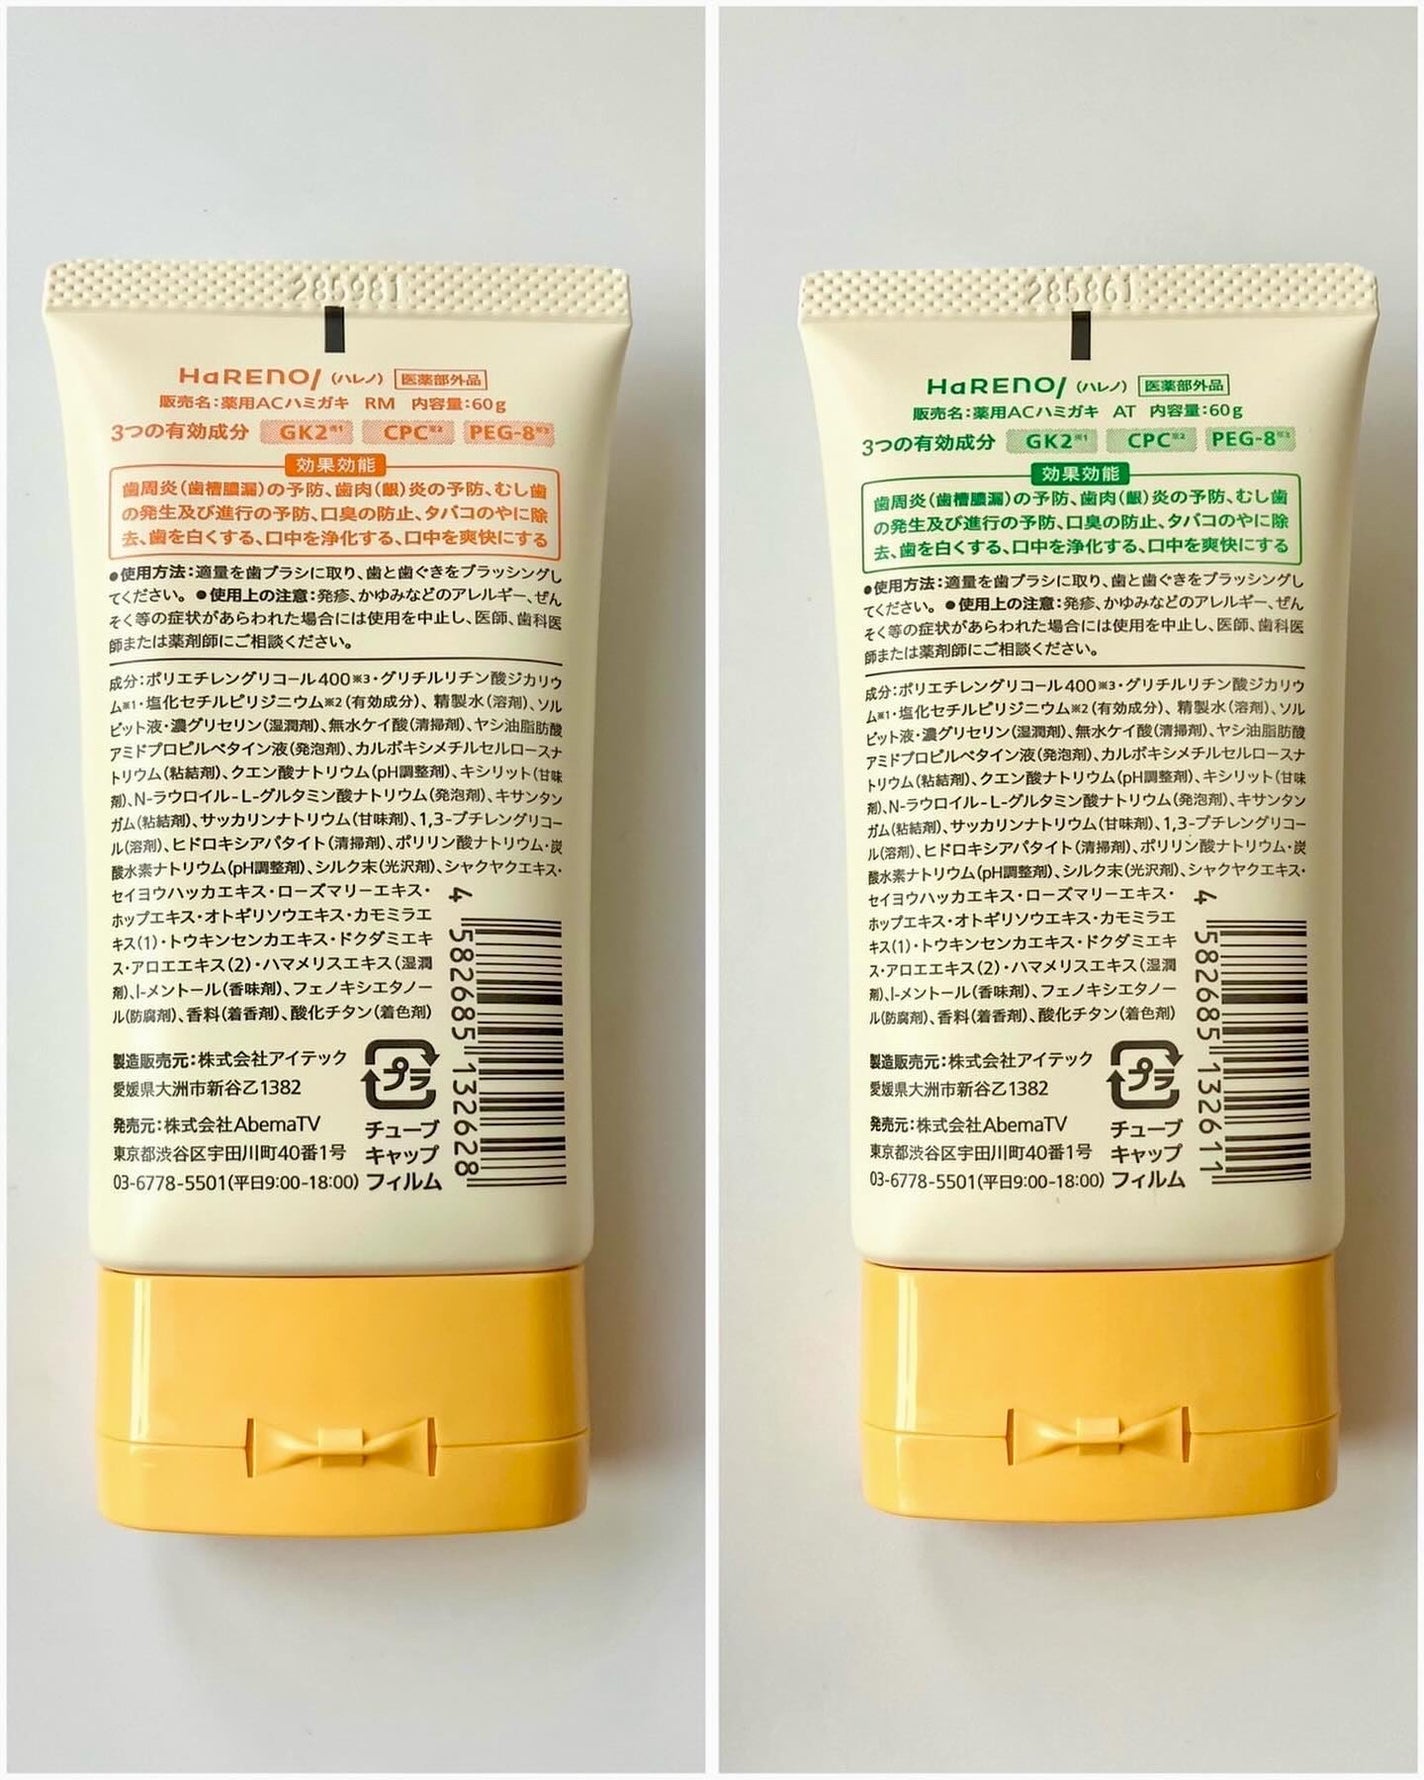 285981
HaRENO/ (ハレノ) 医薬部外品
販売名:薬用ACハミガキ RM 内容量:60g
3つの有効成分 GK2※1 CPC※2 PEG-8※3
効果効能
歯周炎(歯槽膿漏)の予防、歯肉(齦)炎の予防、むし歯
の発生及び進行の予防、口臭の防止、タバコのやに除
去、歯を白くする、口中を浄化する、口中を爽快にする
●使用方法:適量を歯ブラシに取り、歯と歯ぐきをブラッシングし
てください。 ●使用上の注意:発疹、かゆみなどのアレルギー、ぜん
そく等の症状があらわれた場合には使用を中止し、医師、歯科医
師または薬剤師にご相談ください。
成分:ポリエチレングリコール400※3・グリチルリチン酸ジカリウ
ム※1・塩化セチルピリジニウム※2(有効成分)、精製水(溶剤)、ソル
ビット液・濃グリセリン(湿潤剤)、無水ケイ酸(清掃剤)、ヤシ油脂肪酸
アミドプロピルベタイン液(発泡剤)、カルボキシメチルセルロースナ
トリウム(粘結剤)、クエン酸ナトリウム(pH調整剤)、キシリット(甘味
剤)、N-ラウロイル-L-グルタミン酸ナトリウム(発泡剤)、キサンタン
ガム(粘結剤)、サッカリンナトリウム(甘味剤)、1,3-ブチレングリコー
ル(溶剤)、ヒドロキシアパタイト(清掃剤)、ポリリン酸ナトリウム・炭
酸水素ナトリウム(pH調整剤)、シルク末(光沢剤)、シャクヤクエキス・
セイヨウハッカエキス・ローズマリーエキス・
ホップエキス・オトギリソウエキス・カモミラエ
キス(1)・トウキンセンカエキス・ドクダミエキ
ス・アロエエキス(2)・ハマメリスエキス(湿潤
剤)、l-メントール(香味剤)、フェノキシエタノー
ル(防腐剤)、香料(着香剤)、酸化チタン(着色剤)
製造販売元:株式会社アイテック
愛媛県大洲市新谷乙1382
発売元:株式会社AbemaTV
東京都渋谷区宇田川町40番1号
03-6778-5501(平日9:00-18:00)
プラ
チューブ
キャップ
フィルム
4 582685 132628
285861
HaRENO/ (ハレノ) 医薬部外品
販売名:薬用ACハミガキ AT 内容量:60g
3つの有効成分 GK2※1 CPC※2 PEG-8※3
効果効能
歯周炎(歯槽膿漏)の予防、歯肉(齦)炎の予防、むし歯
の発生及び進行の予防、口臭の防止、タバコのやに除
去、歯を白くする、口中を浄化する、口中を爽快にする
●使用方法:適量を歯ブラシに取り、歯と歯ぐきをブラッシングし
てください。 ●使用上の注意:発疹、かゆみなどのアレルギー、ぜん
そく等の症状があらわれた場合には使用を中止し、医師、歯科医
師または薬剤師にご相談ください。
成分:ポリエチレングリコール400※3・グリチルリチン酸ジカリウ
ム※1・塩化セチルピリジニウム※2(有効成分)、精製水(溶剤)、ソル
ビット液・濃グリセリン(湿潤剤)、無水ケイ酸(清掃剤)、ヤシ油脂肪酸
アミドプロピルベタイン液(発泡剤)、カルボキシメチルセルロースナ
トリウム(粘結剤)、クエン酸ナトリウム(pH調整剤)、キシリット(甘味
剤)、N-ラウロイル-L-グルタミン酸ナトリウム(発泡剤)、キサンタン
ガム(粘結剤)、サッカリンナトリウム(甘味剤)、1,3-ブチレングリコー
ル(溶剤)、ヒドロキシアパタイト(清掃剤)、ポリリン酸ナトリウム・炭
酸水素ナトリウム(pH調整剤)、シルク末(光沢剤)、シャクヤクエキス・
セイヨウハッカエキス・ローズマリーエキス・
ホップエキス・オトギリソウエキス・カモミラエ
キス(1)・トウキンセンカエキス・ドクダミエキ
ス・アロエエキス(2)・ハマメリスエキス(湿潤
剤)、l-メントール(香味剤)、フェノキシエタノー
ル(防腐剤)、香料(着香剤)、酸化チタン(着色剤)
製造販売元:株式会社アイテック
愛媛県大洲市新谷乙1382
発売元:株式会社AbemaTV
東京都渋谷区宇田川町40番1号
03-6778-5501(平日9:00-18:00)
プラ
チューブ
キャップ
フィルム
4 582685 132611